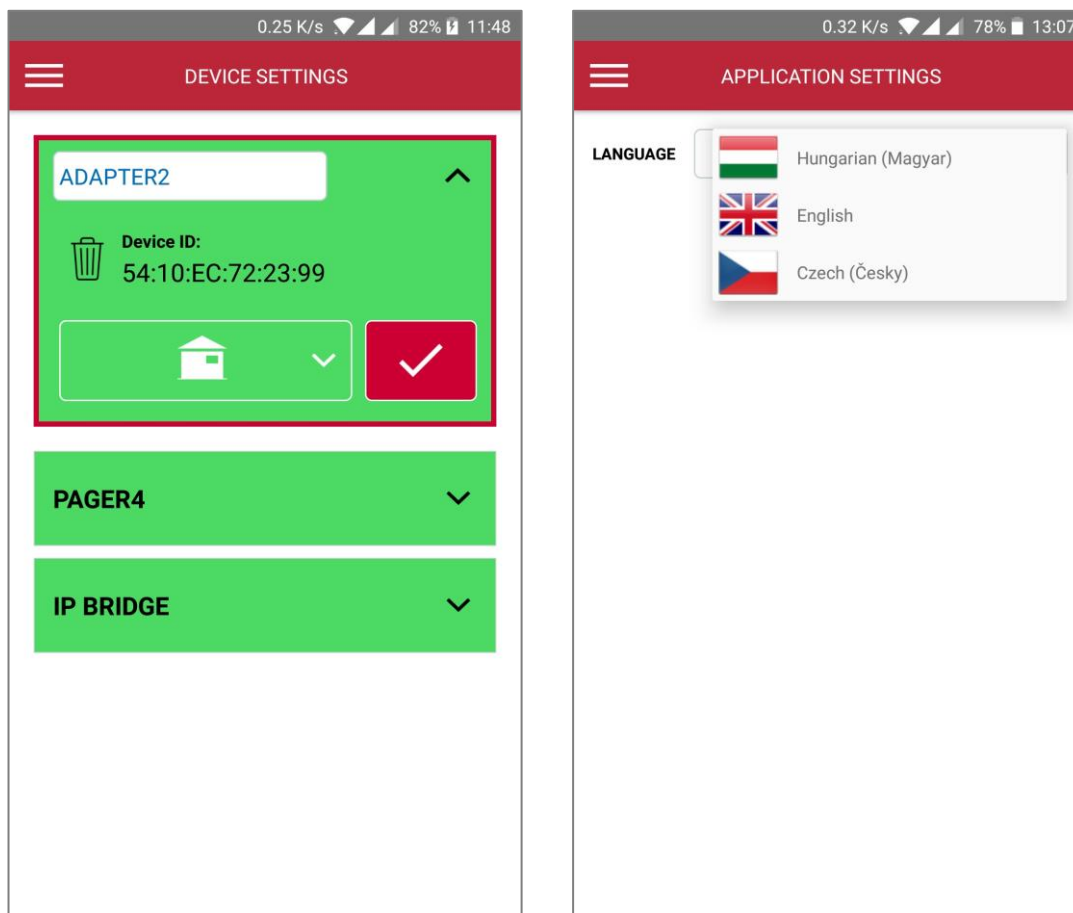 0.25 K/s 82% 11:48
DEVICE SETTINGS
ADAPTER2
Device ID:
54:10:EC:72:23:99
PAGER4
IP BRIDGE
0.32 K/s 78% 13:07
APPLICATION SETTINGS
LANGUAGE
Hungarian (Magyar)
English
Czech (Česky)